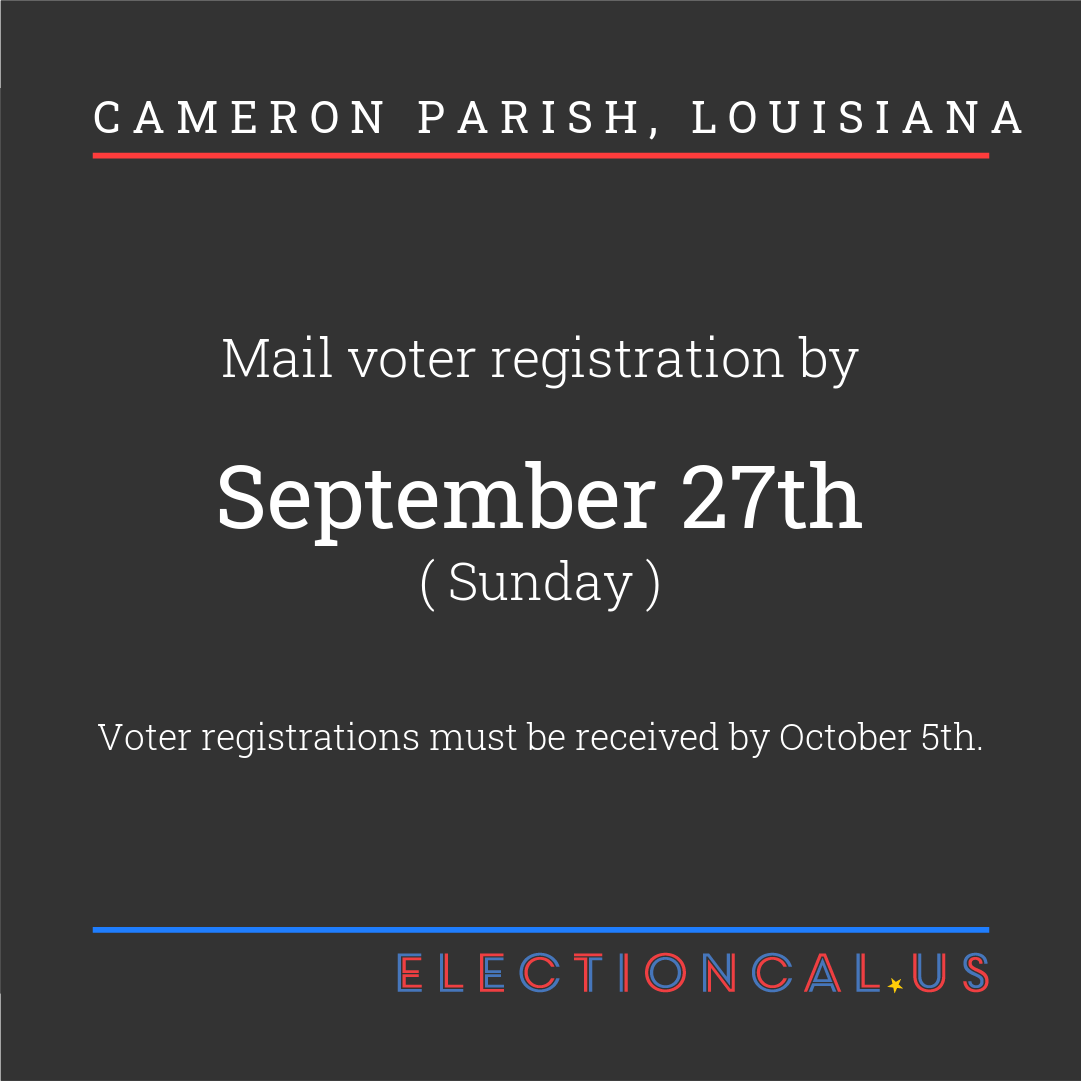 CAMERON PARISH, LOUISIANA
Mail voter registration by
September 27th
( Sunday )
Voter registrations must be received by October 5th.
ELECTIONCAL.US